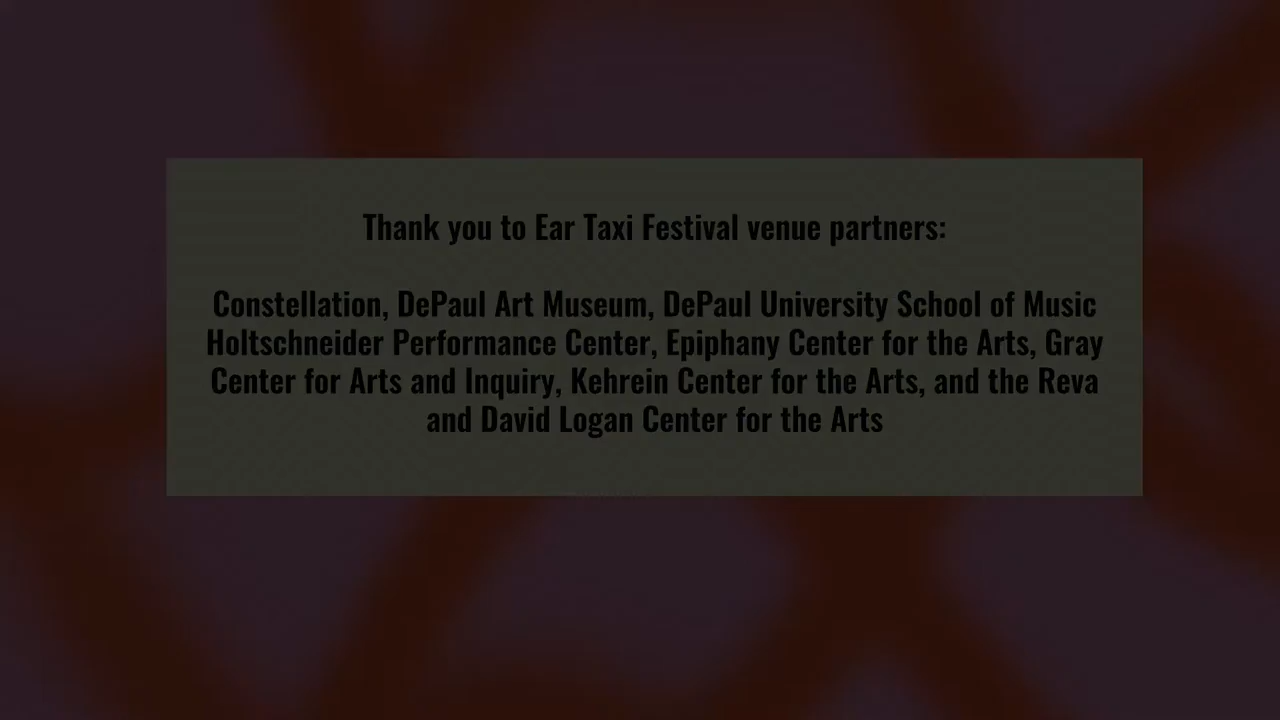 Thank you to Ear Taxi Festival venue partners:
Constellation, DePaul Art Museum, DePaul University School of Music
Holtschneider Performance Center, Epiphany Center for the Arts, Gray
Center for Arts and Inquiry, Kehrein Center for the Arts, and the Reva
and David Logan Center for the Arts